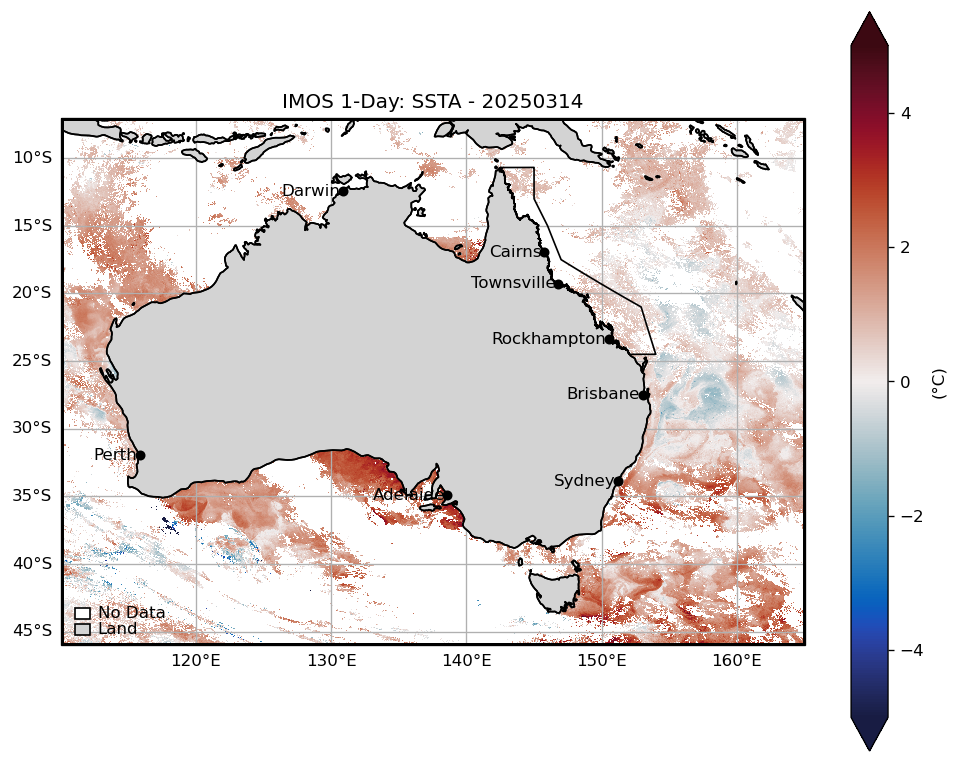 IMOS 1-Day: SSTA - 20250314
10°S
15°S
20°S
25°S
30°S
35°S
40°S
45°S
120°E
130°E
140°E
150°E
160°E
Darwin
Cairns
Townsville
Rockhampton
Brisbane
Perth
Sydney
Adelaide
No Data
Land
4
2
0
−2
−4
(°C)